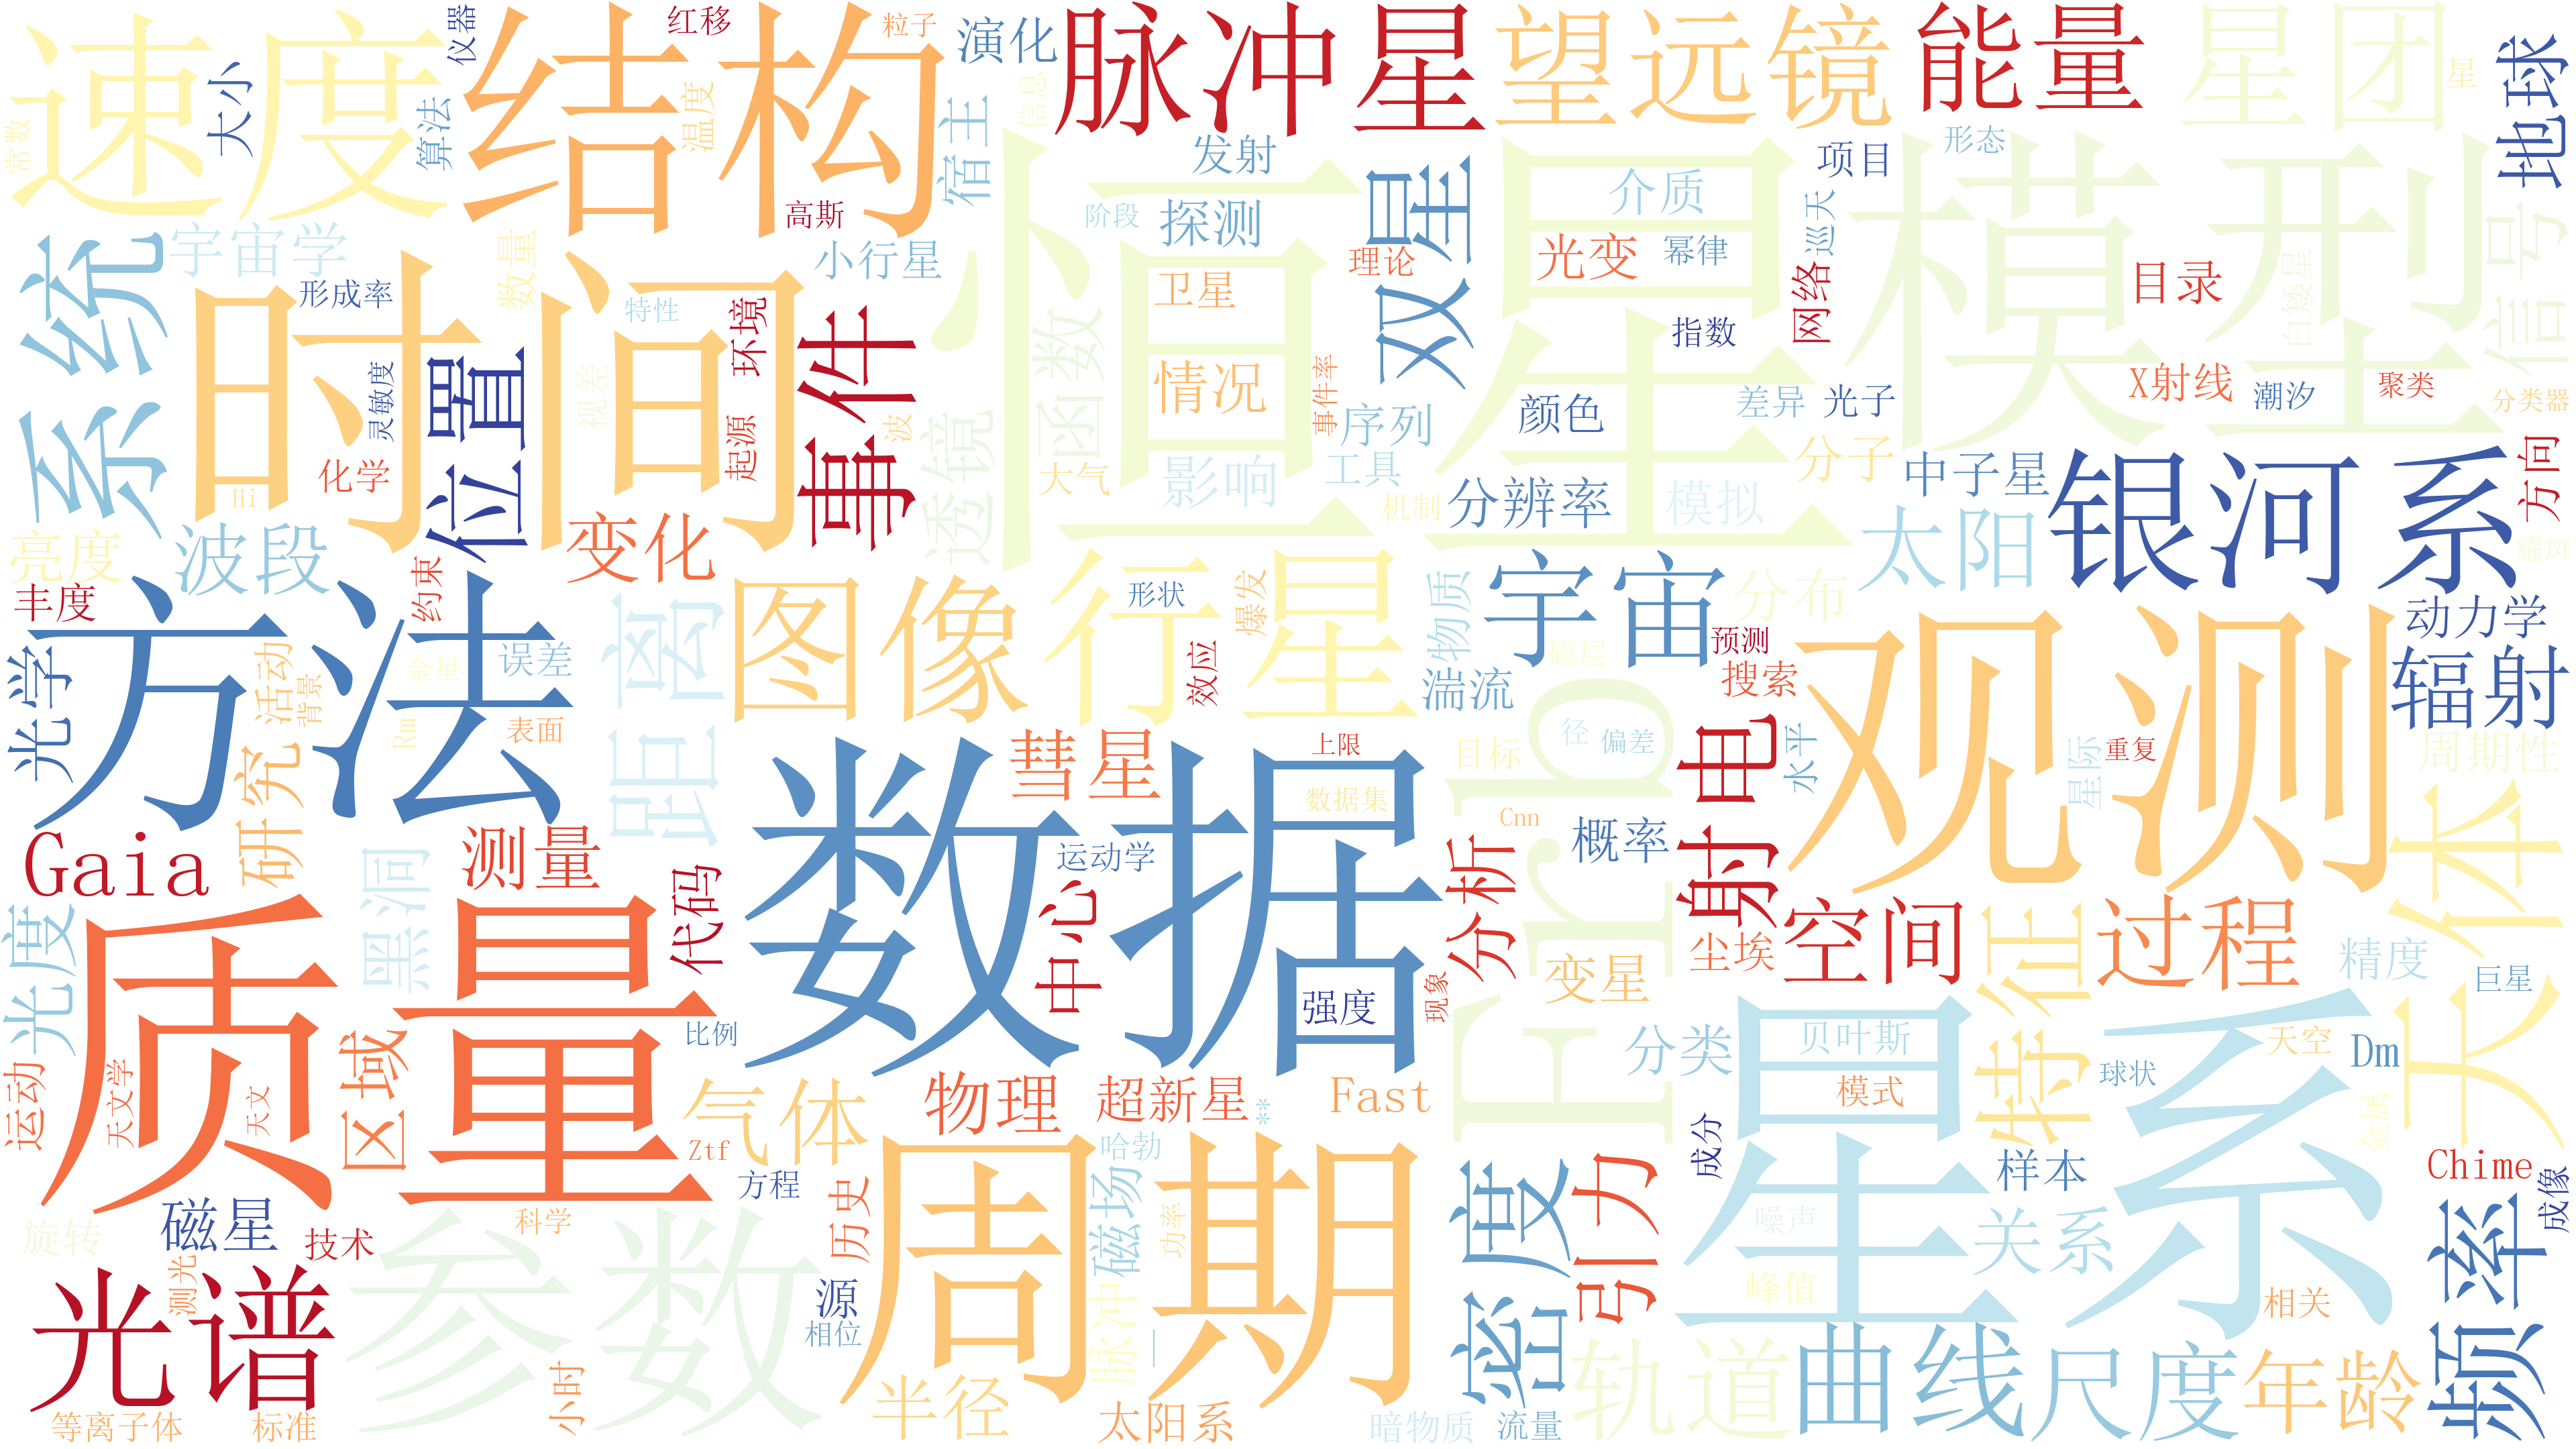 速度
结构
脉冲星
望远镜
能量
星团
地球
星
仪器
红移
粒子
演化
大小
算法
温度
信息
宿主
常数
高斯
发射
阶段
探测
双星
介质
项目
形态
巡天
光变
幂律
理论
卫星
情况
函数
恒星
模型
目录
网络
信号
白矮星
系统
宇宙学
形成率
数量
小行星
特性
环境
事件
时间
位置
灵敏度
视差
起源
波
化学
Hi
透镜
大气
影响
事件率
序列
工具
机制
分辨率
颜色
指数
差异
光子
X射线
潮汐
聚类
分类器
分子
中子星
模拟
太阳
银河系
方向
耀斑
亮度
波段
变化
丰度
约束
方法
光学
活动
背景
金星
误差
Rm
表面
距离
图像
行星
形状
爆发
效应
物质
湍流
宇宙
磁层
分布
预测
搜索
动力学
辐射
观测
射电
水平
星际
重复
周期性
天体
Gaia
研究
测量
黑洞
光度
代码
数据
彗星
上限
数据集
运动学
中心
强度
目标
径
偏差
Frb
Cnn
概率
分析
现象
变星
尘埃
空间
特征
过程
精度
巨星
质量
区域
比例
运动
天文学
天文
气体
物理
超新星
**
Fast
分类
贝叶斯
模式
星系
球状
天空
Dm
金属
Ztf
方程
哈勃
周期
历史
磁场
功率
密度
引力
成分
样本
Chime
成像
磁星
旋转
技术
测光
科学
参数
源
相位
脉冲
噪声
峰值
关系
相关
频率
光谱
等离子体
标准
小时
半径
太阳系
暗物质
流量
轨道
曲线
尺度
年龄